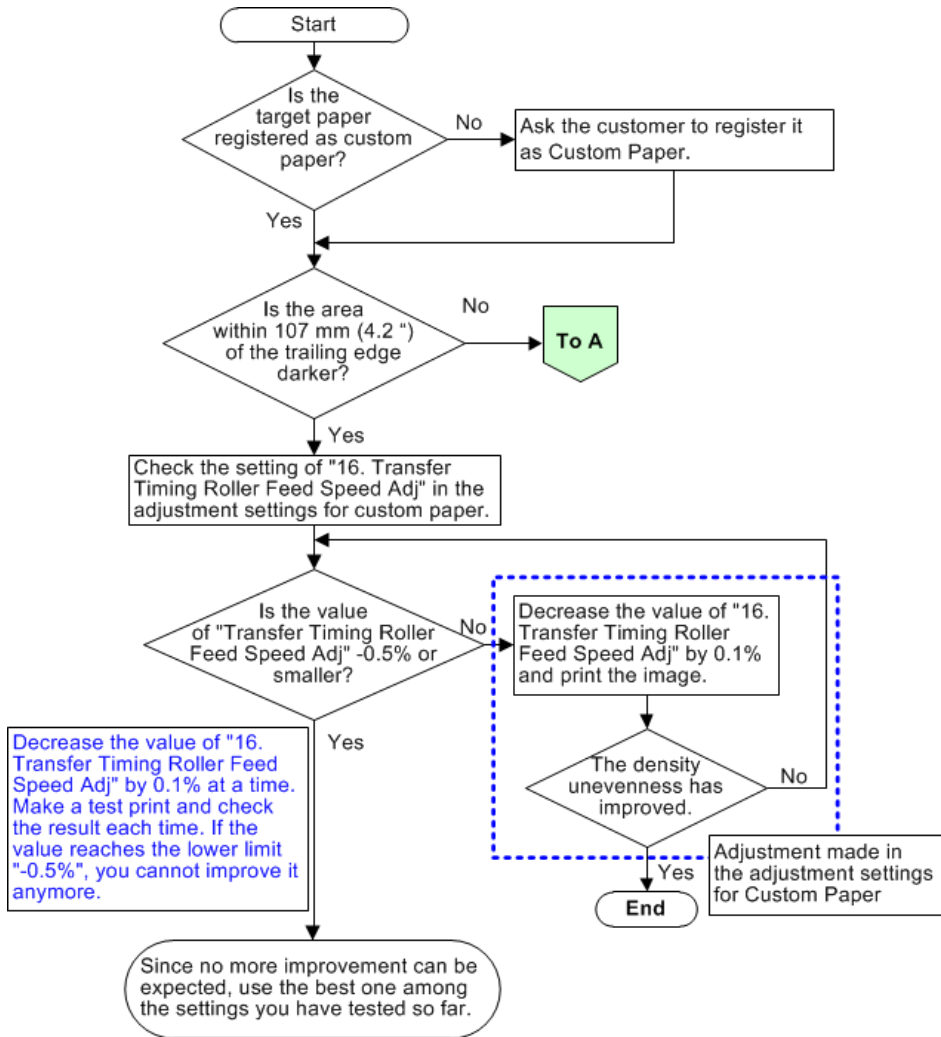 Start
Is the
target paper
registered as custom
paper?
No
Ask the customer to register it
as Custom Paper.
Yes
Is the area
within 107 mm (4.2 “)
of the trailing edge
darker?
No
To A
Yes
Check the setting of "16. Transfer
Timing Roller Feed Speed Adj" in the
adjustment settings for custom paper.
Is the value
of "Transfer Timing Roller
Feed Speed Adj" -0.5% or
smaller?
No
Decrease the value of "16.
Transfer Timing Roller
Feed Speed Adj" by 0.1%
and print the image.
Yes
Decrease the value of "16.
Transfer Timing Roller Feed
Speed Adj" by 0.1% at a time.
Make a test print and check
the result each time. If the
value reaches the lower limit
"-0.5%", you cannot improve it
anymore.
The density
unevenness has
improved.
No
Yes
Adjustment made in
the adjustment settings
for Custom Paper
End
Since no more improvement can be
expected, use the best one among
the settings you have tested so far.